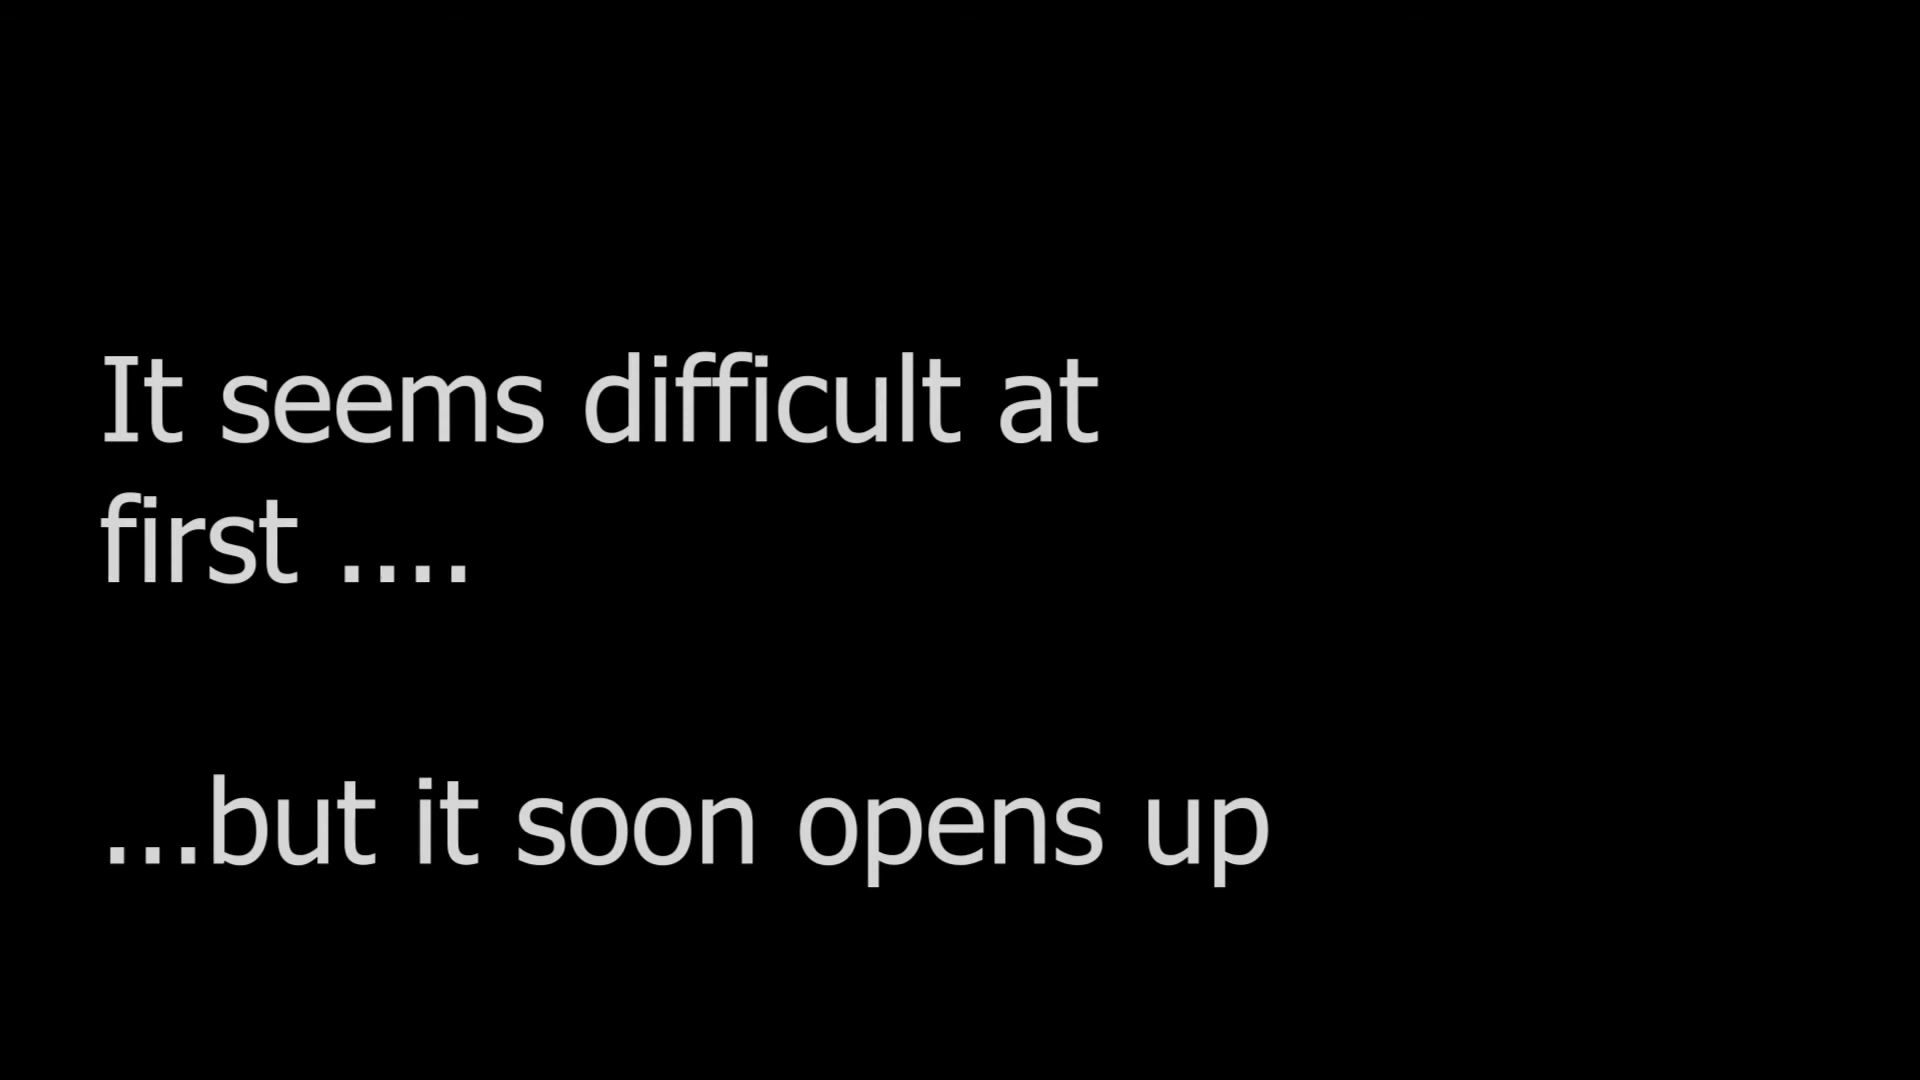 It seems difficult at
first ....
...but it soon opens up